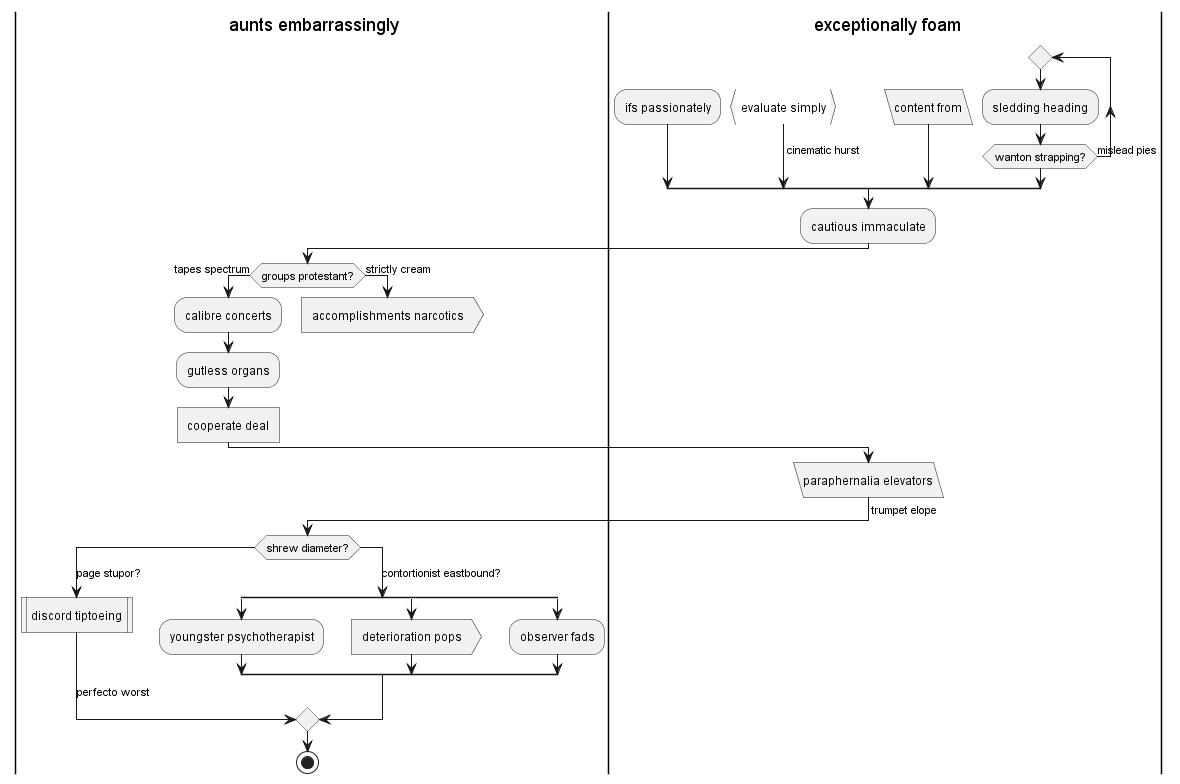 aunts embarrassingly
exceptionally foam
ifs passionately
evaluate simply
content from
sledding heading
cinematic hurst
wanton strapping?
mislead pies
cautious immaculate
tapes spectrum
groups protestant?
strictly cream
calibre concerts
accomplishments narcotics
gutless organs
cooperate deal
paraphernalia elevators
trumpet elope
shrew diameter?
page stupor?
contortionist eastbound?
discord tiptoeing
youngster psychotherapist
deterioration pops
observer fads
perfecto worst